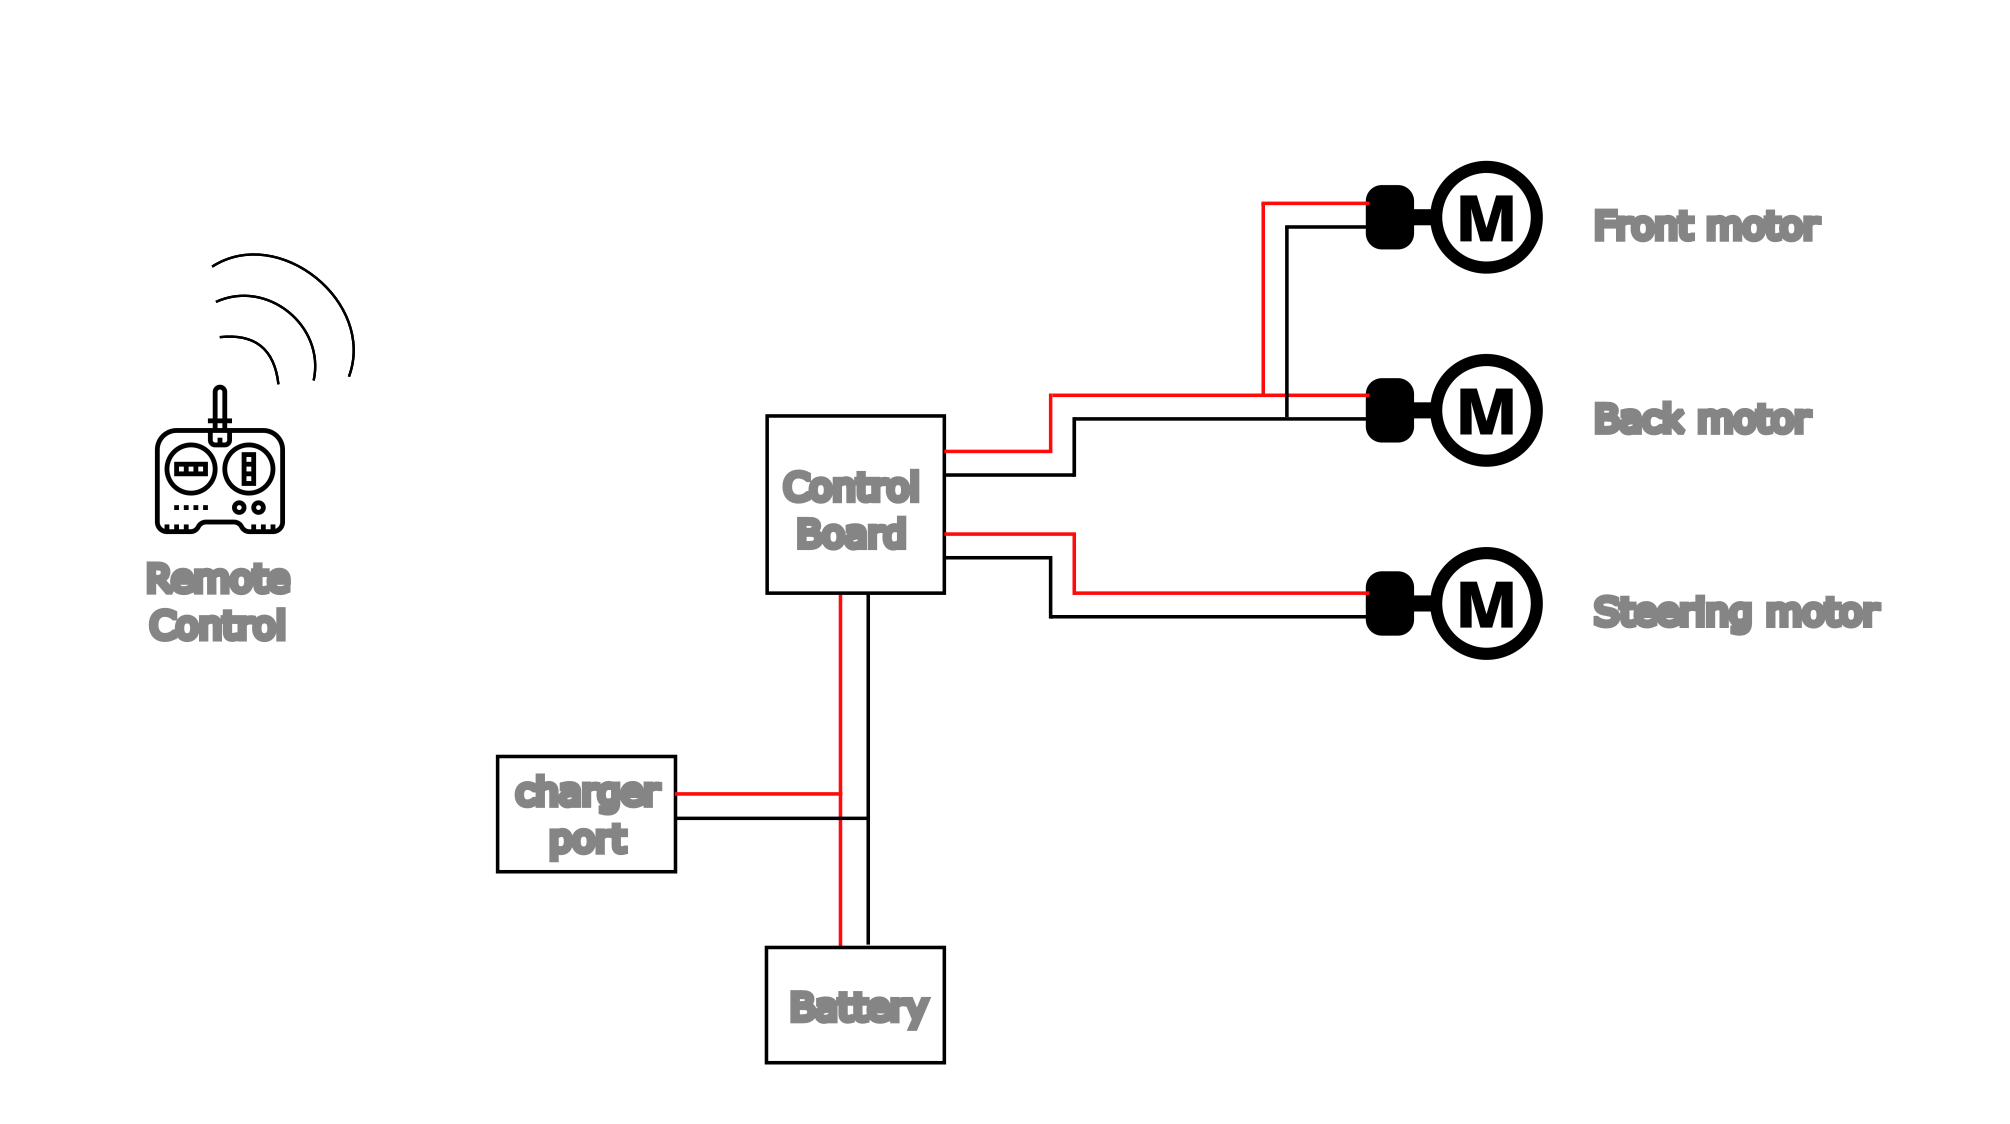 M
Front motor
M
Back motor
Control
Board
Remote
Control
M
Steering motor
charger
port
Battery